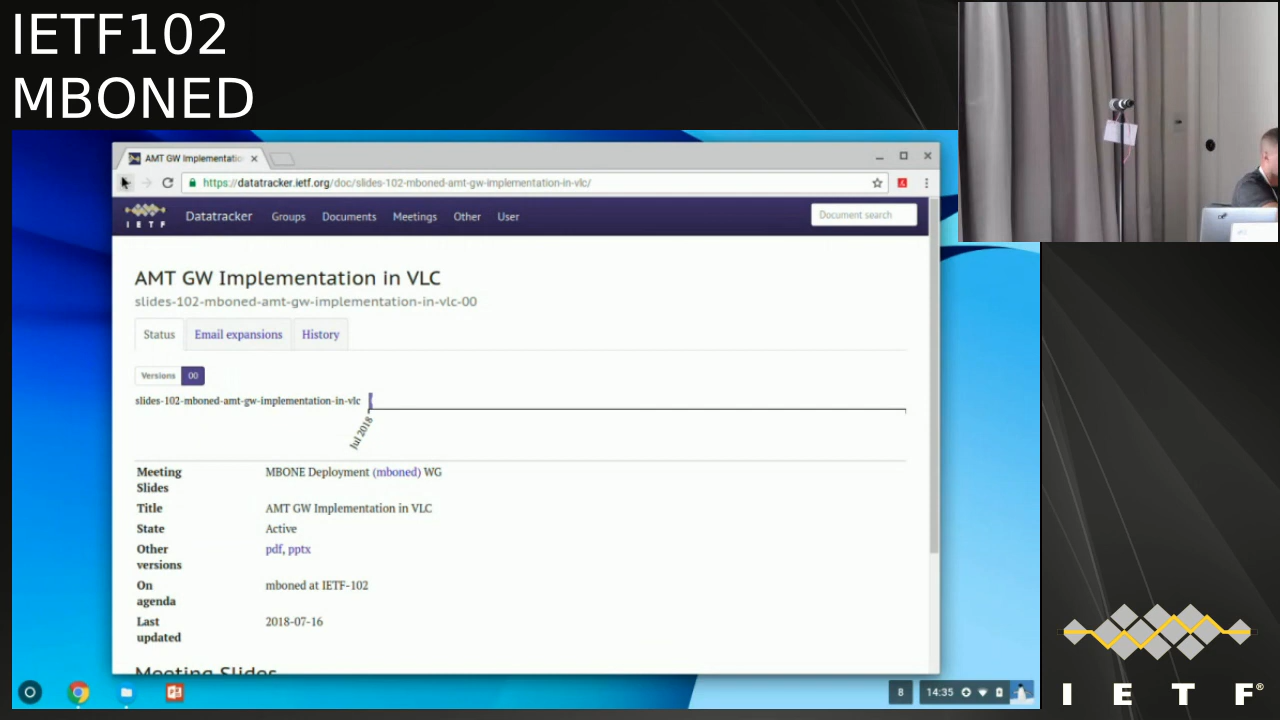 IETF102
MBONED
AMT GW Implementatio
https://datatracker.ietf.org/doc/slides-102-mboned-amt-gw-implementation-in-vlc/
IETF
Datatracker Groups Documents Meetings Other User Document search
AMT GW Implementation in VLC
slides-102-mboned-amt-gw-implementation-in-vlc-00
Status Email expansions History
Versions 00
slides-102-mboned-amt-gw-implementation-in-vlc
Jul 2018
Meeting Slides MBONE Deployment (mboned) WG
Title AMT GW Implementation in VLC
State Active
Other versions pdf, pptx
On agenda mboned at IETF-102
Last updated 2018-07-16
Meeting Slides
8 14:35
IETF®